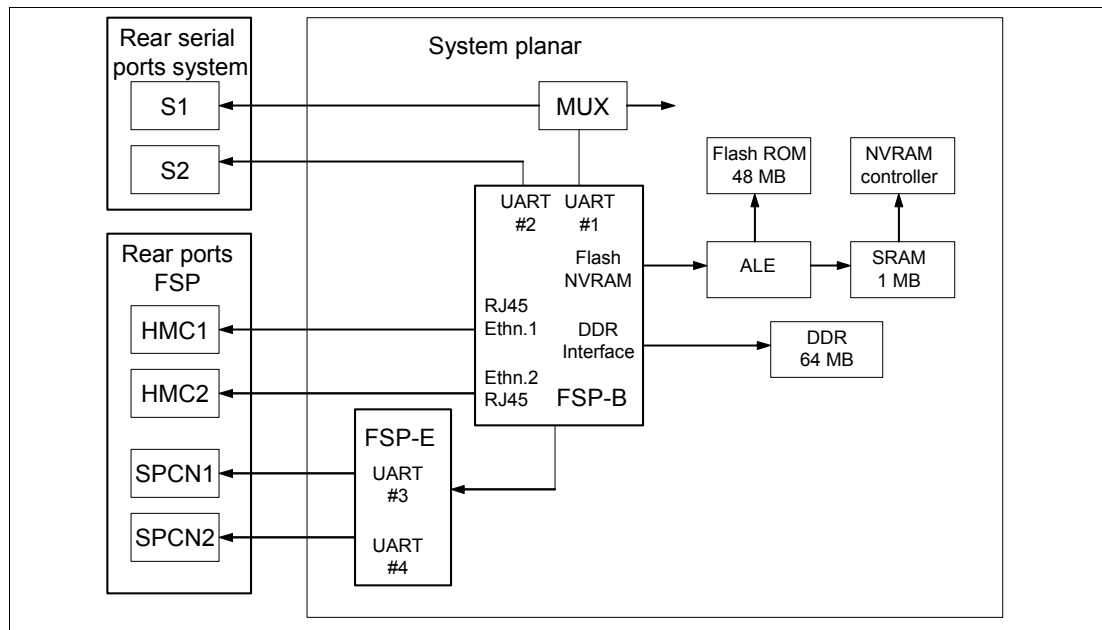 Rear serial
ports system
S1
S2
Rear ports
FSP
HMC1
HMC2
SPCN1
SPCN2
System planar
MUX
UART
#2
UART
#1
Flash
NVRAM
RJ45
Ethn.1
DDR
Interface
Ethn.2
RJ45
FSP-B
FSP-E
UART
#3
UART
#4
Flash ROM
48 MB
NVRAM
controller
ALE
SRAM
1 MB
DDR
64 MB